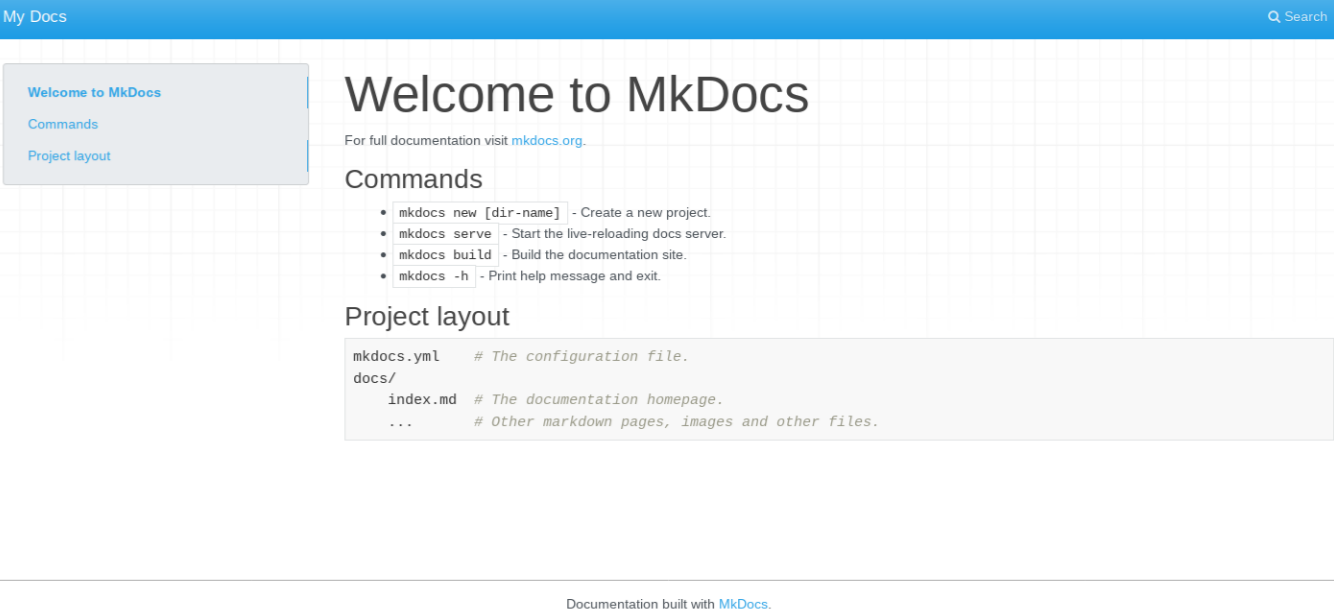 My Docs
Search
Welcome to MkDocs
Commands
Project layout
Welcome to MkDocs
For full documentation visit mkdocs.org.
Commands
mkdocs new [dir-name] - Create a new project.
mkdocs serve - Start the live-reloading docs server.
mkdocs build - Build the documentation site.
mkdocs -h - Print help message and exit.
Project layout
mkdocs.yml    # The configuration file.
docs/
    index.md  # The documentation homepage.
    ...       # Other markdown pages, images and other files.
Documentation built with MkDocs.